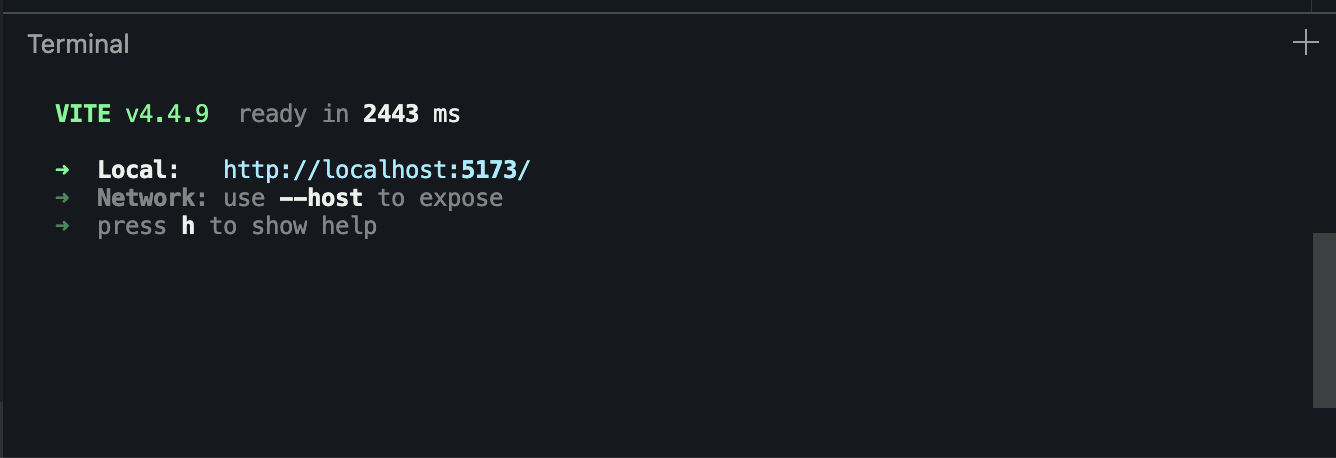 Terminal
VITE v4.4.9 ready in 2443 ms
➜ Local: http://localhost:5173/
➜ Network: use --host to expose
➜ press h to show help